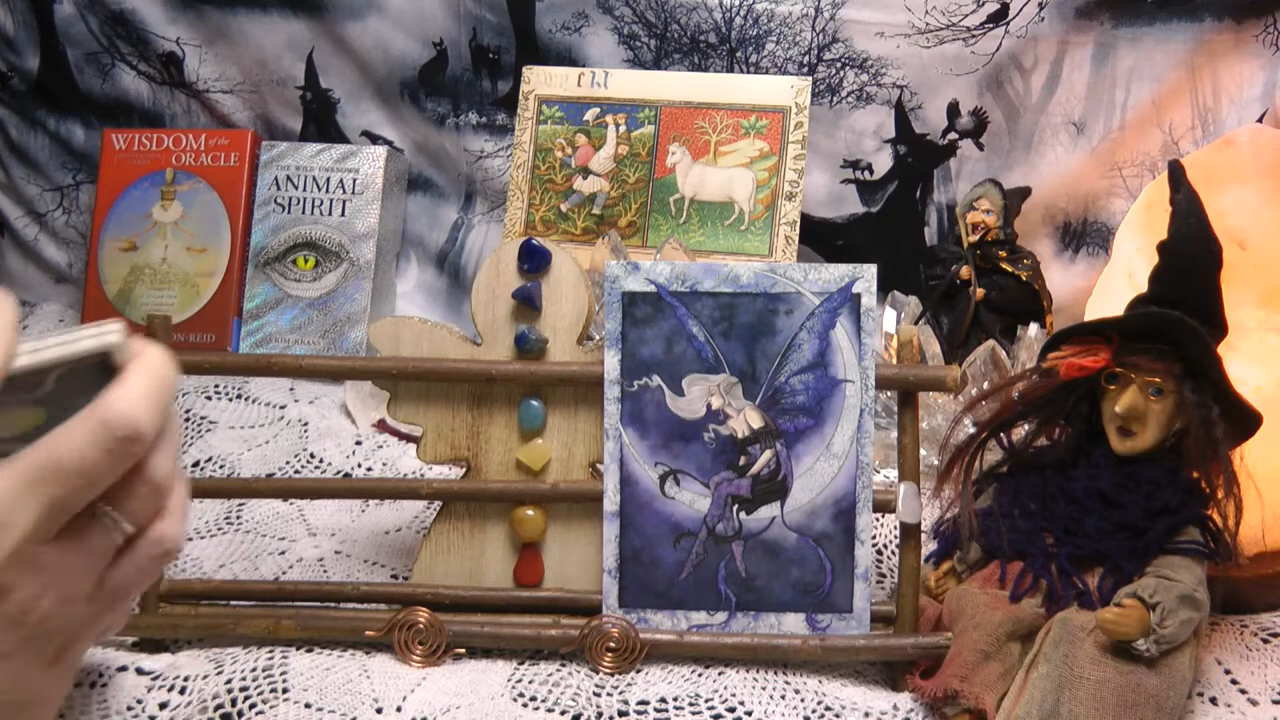 WISDOM of the
ORACLE
ON-REID
THE WILD UNKNOWN
ANIMAL
SPIRIT
KIM KRANS